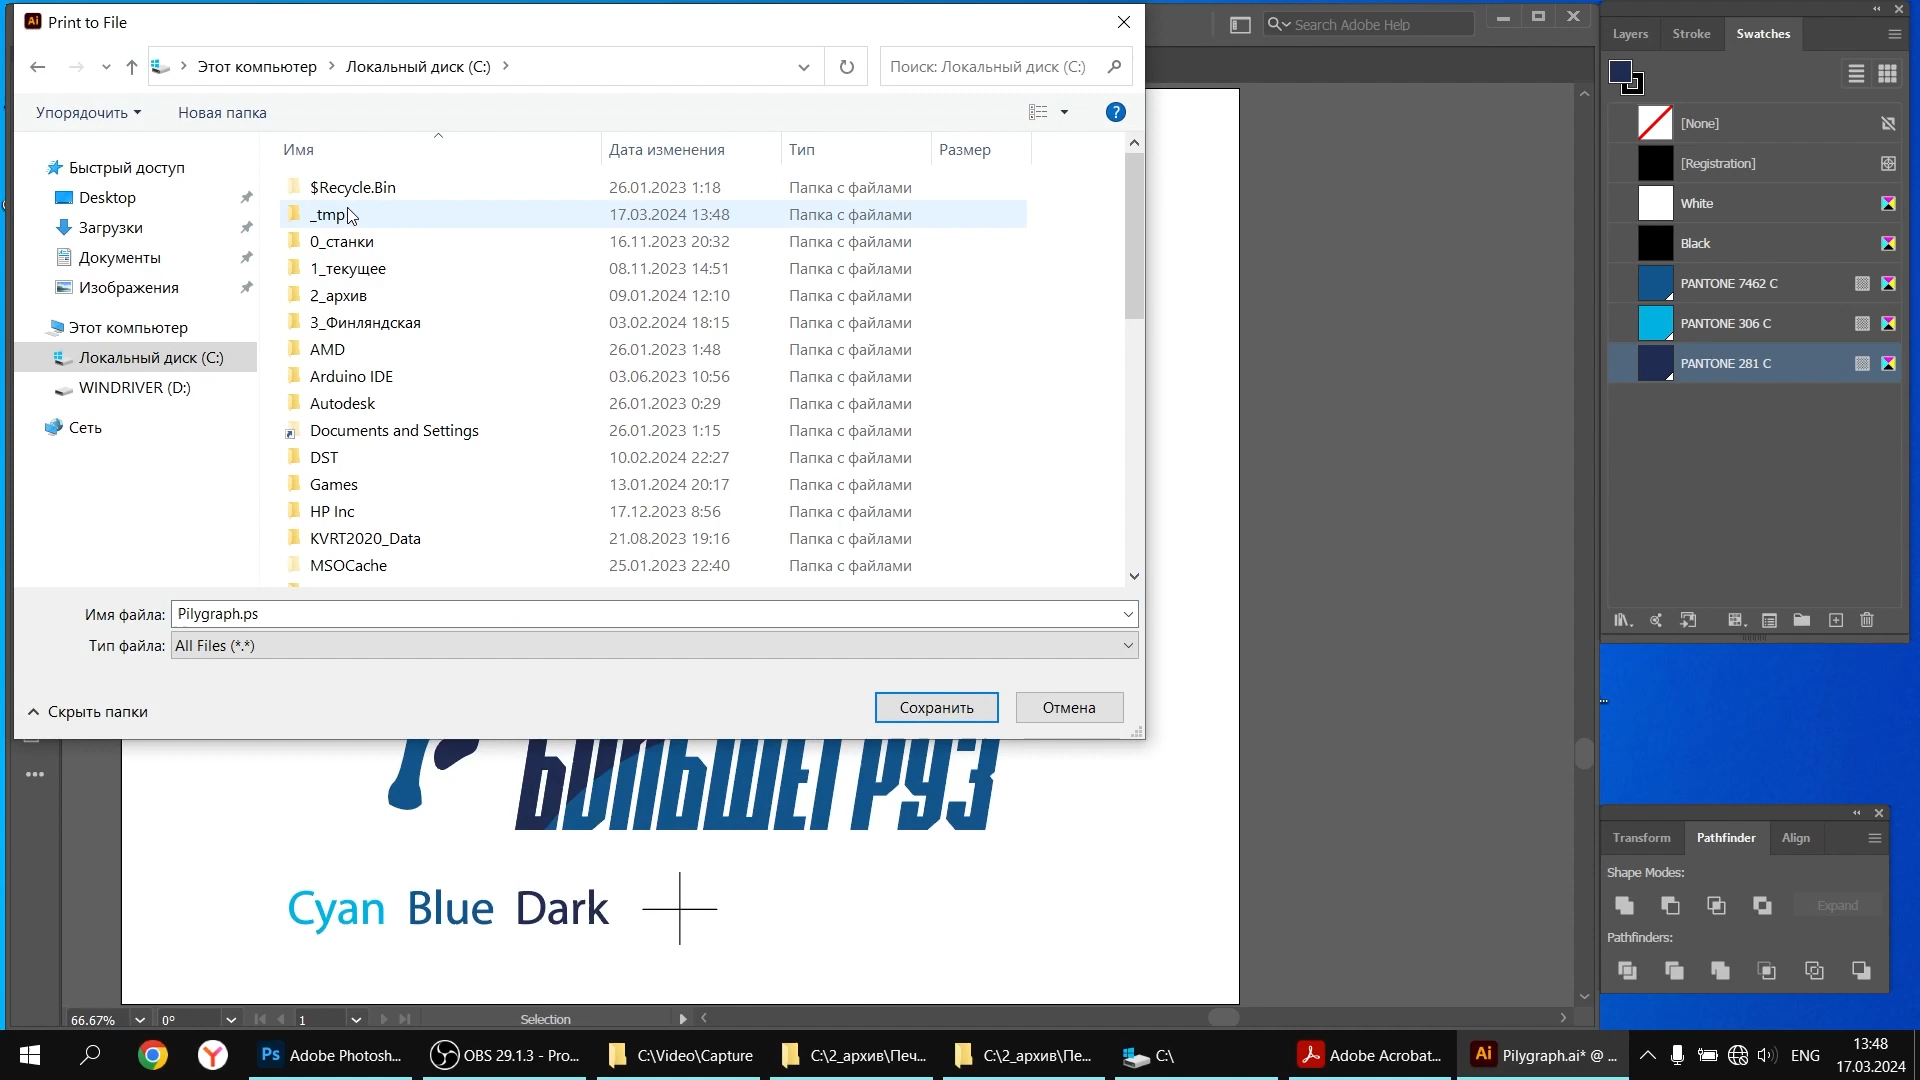 Print to File
Этот компьютер
Локальный диск (C:)
Поиск: Локальный диск (C:)
Упорядочить
Новая папка
Быстрый доступ
Desktop
Загрузки
Документы
Изображения
Этот компьютер
Локальный диск (C:)
WINDRIVER (D:)
Сеть
Имя Дата изменения Тип Размер
$Recycle.Bin 26.01.2023 1:18 Папка с файлами
_tmp 17.03.2024 13:48 Папка с файлами
0_станки 16.11.2023 20:32 Папка с файлами
1_текущее 08.11.2023 14:51 Папка с файлами
2_архив 09.01.2024 12:10 Папка с файлами
3_Финляндская 03.02.2024 18:15 Папка с файлами
AMD 26.01.2023 1:48 Папка с файлами
Arduino IDE 03.06.2023 10:56 Папка с файлами
Autodesk 26.01.2023 0:29 Папка с файлами
Documents and Settings 26.01.2023 1:15 Папка с файлами
DST 10.02.2024 22:27 Папка с файлами
Games 13.01.2024 20:17 Папка с файлами
HP Inc 17.12.2023 8:56 Папка с файлами
KVRT2020_Data 21.08.2023 19:16 Папка с файлами
MSOCache 25.01.2023 22:40 Папка с файлами
Имя файла: Pilygraph.ps
Тип файла: All Files (*.*)
Скрыть папки
Сохранить
Отмена
Search Adobe Help
Layers
Stroke
Swatches
[None]
[Registration]
White
Black
PANTONE 7462 C
PANTONE 306 C
PANTONE 281 C
БОЛЬШЕГРУЗ
Cyan Blue Dark
Transform
Pathfinder
Align
Shape Modes:
Expand
Pathfinders:
66.67%
0°
1
Selection
Ps
Adobe Photosh...
OBS 29.1.3 - Pro...
C:\Video\Capture
C:\2_архив\Печ...
C:\2_архив\Пе...
C:\
Adobe Acrobat...
Ai
Pilygraph.ai* @ ...
ENG
13:48
17.03.2024